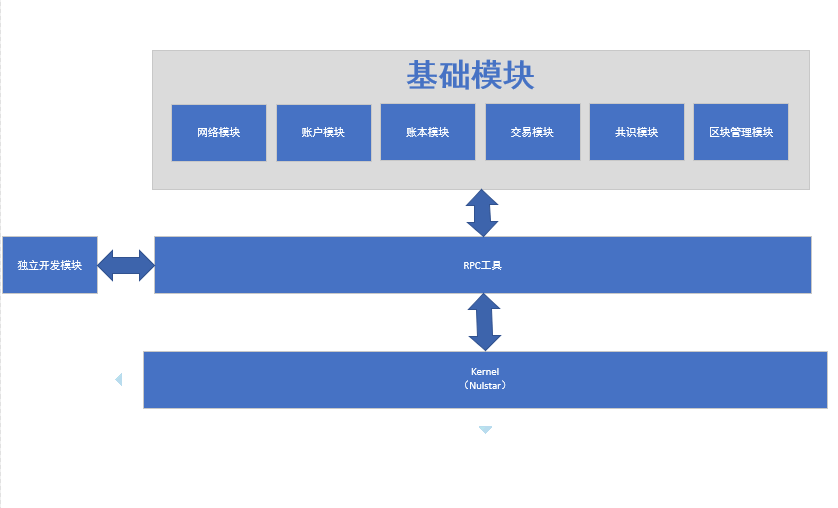 基础模块
网络模块
账户模块
账本模块
交易模块
共识模块
区块管理模块
独立开发模块
RPC工具
Kernel
（Nulstar）